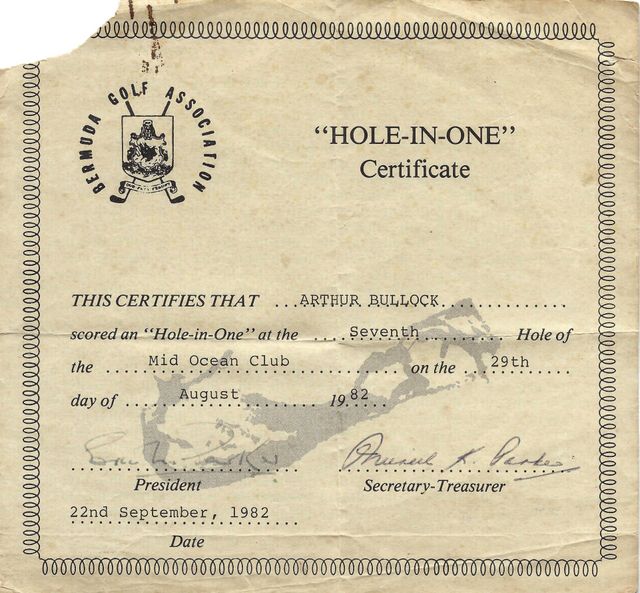 BERMUDA GOLF ASSOCIATION
"HOLE-IN-ONE"
Certificate
THIS CERTIFIES THAT ...ARTHUR BULLOCK..............
scored an "Hole-in-One" at the ....Seventh......... Hole of
the ......Mid Ocean Club................. on the ...29th.....
day of .......August............ 1982...
Muriel K. Parker
President Secretary-Treasurer
22nd September, 1982
Date